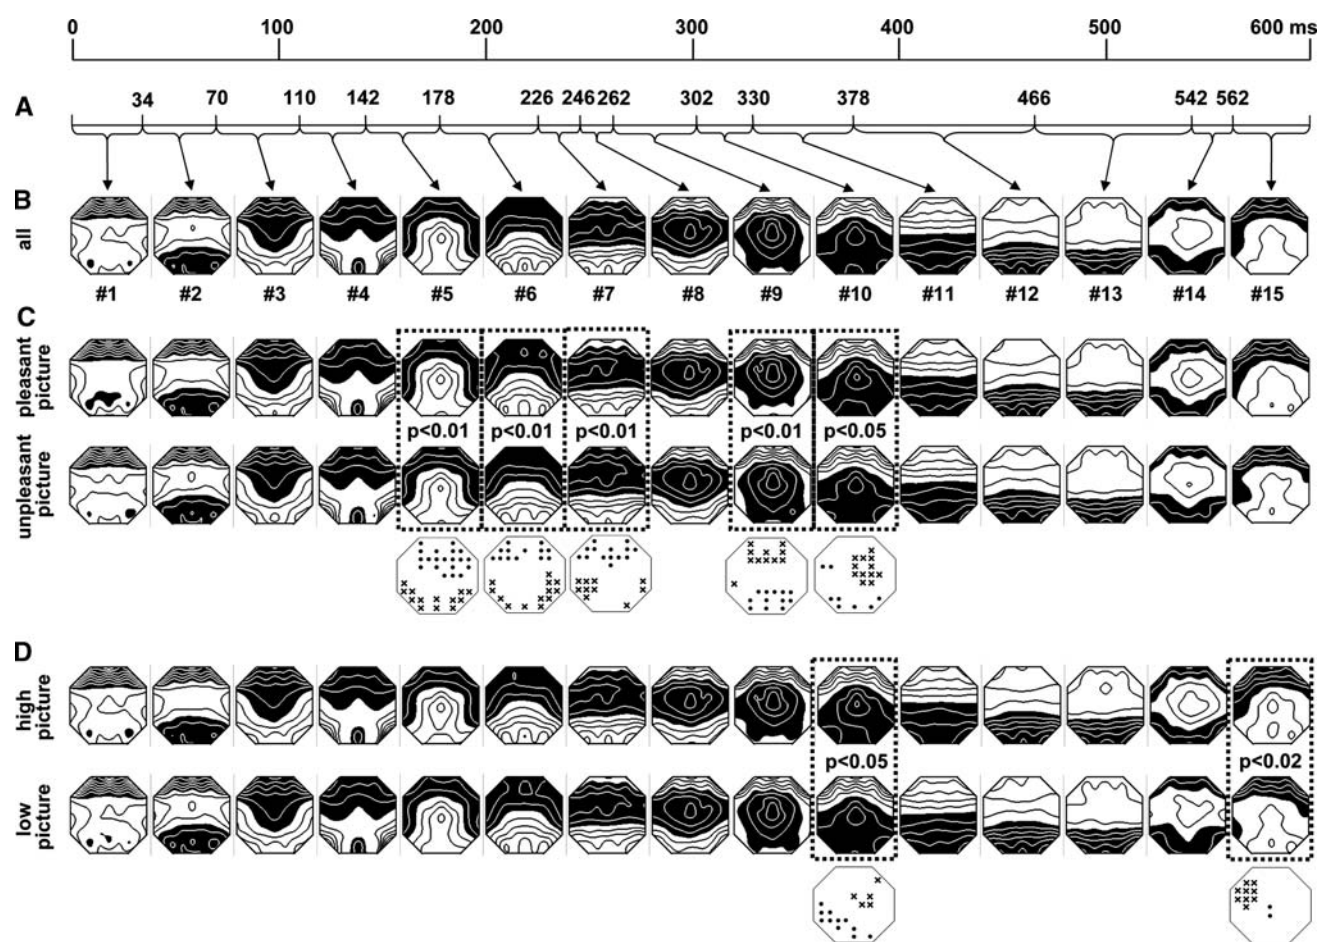 0 100 200 300 400 500 600 ms
A 34 70 110 142 178 226 246 262 302 330 378 466 542 562
B
all
#1 #2 #3 #4 #5 #6 #7 #8 #9 #10 #11 #12 #13 #14 #15
C
pleasant
picture
p<0.01 p<0.01 p<0.01 p<0.01 p<0.05
unpleasant
picture
D
high
picture
p<0.05 p<0.02
low
picture